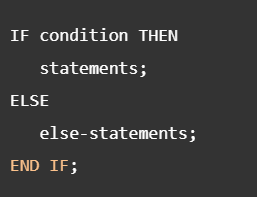 IF condition THEN
   statements;
ELSE
   else-statements;
END IF;